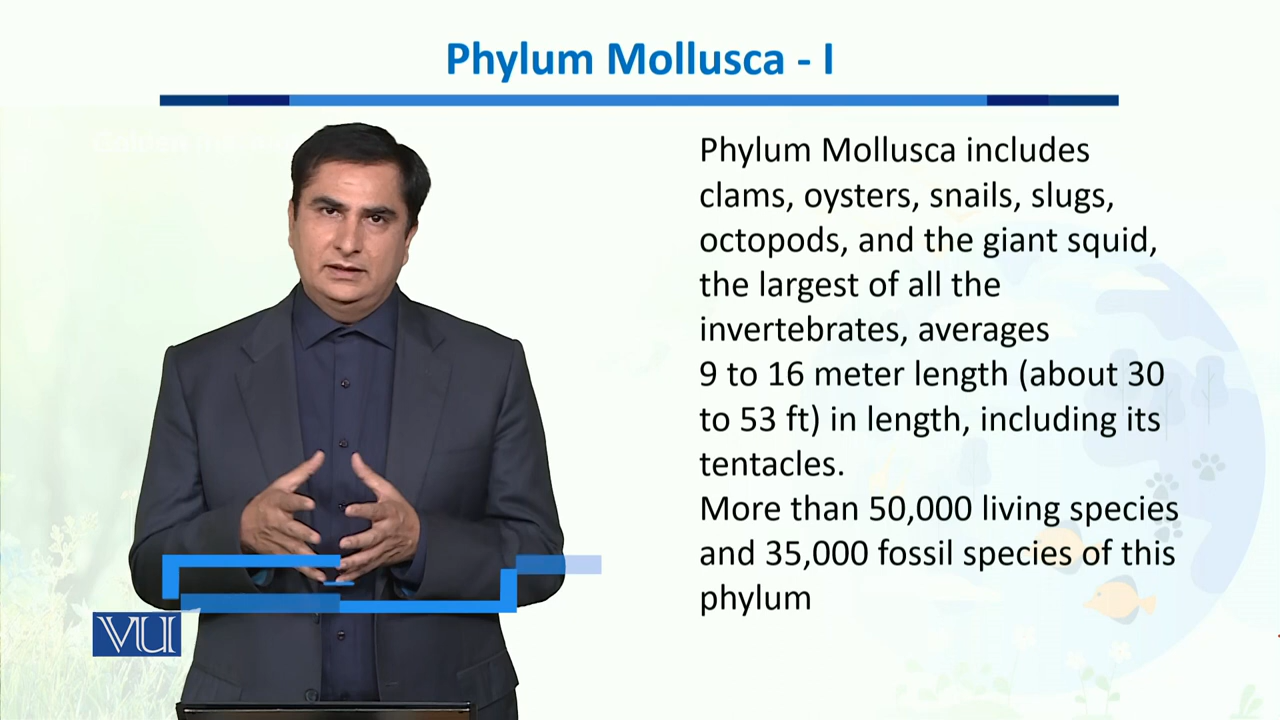 Phylum Mollusca - I
Phylum Mollusca includes
clams, oysters, snails, slugs,
octopods, and the giant squid,
the largest of all the
invertebrates, averages
9 to 16 meter length (about 30
to 53 ft) in length, including its
tentacles.
More than 50,000 living species
and 35,000 fossil species of this
phylum
VU